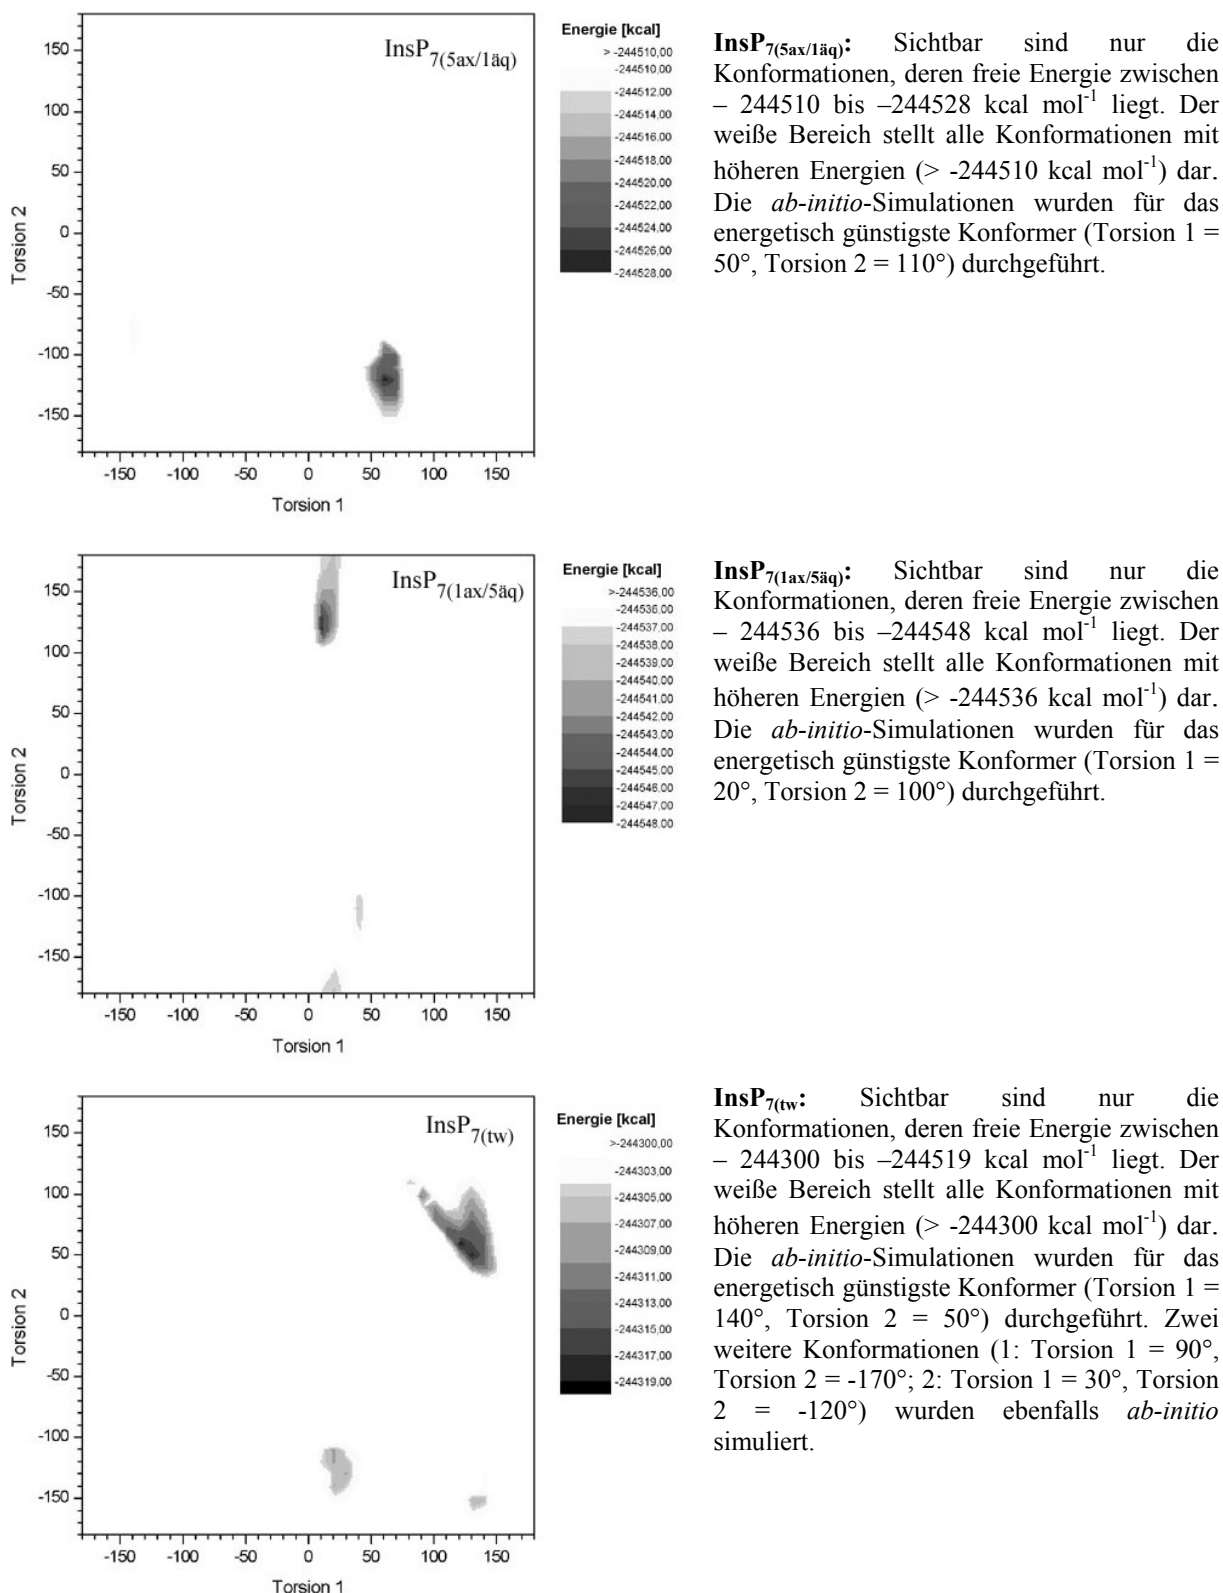 InsP7(5ax/1äq)
150
100
50
0
-50
-100
-150
Torsion 2
-150 -100 -50 0 50 100 150
Torsion 1
Energie [kcal]
> -244510,00
-244510,00
-244512,00
-244514,00
-244516,00
-244518,00
-244520,00
-244522,00
-244524,00
-244526,00
-244528,00
InsP7(5ax/1äq): Sichtbar sind nur die
Konformationen, deren freie Energie zwischen
– 244510 bis –244528 kcal mol-1 liegt. Der
weiße Bereich stellt alle Konformationen mit
höheren Energien (> -244510 kcal mol-1) dar.
Die ab-initio-Simulationen wurden für das
energetisch günstigste Konformer (Torsion 1 =
50°, Torsion 2 = 110°) durchgeführt.
InsP7(1ax/5äq)
150
100
50
0
-50
-100
-150
Torsion 2
-150 -100 -50 0 50 100 150
Torsion 1
Energie [kcal]
>-244536,00
-244536,00
-244537,00
-244538,00
-244539,00
-244540,00
-244541,00
-244542,00
-244543,00
-244544,00
-244545,00
-244546,00
-244547,00
-244548,00
InsP7(1ax/5äq): Sichtbar sind nur die
Konformationen, deren freie Energie zwischen
– 244536 bis –244548 kcal mol-1 liegt. Der
weiße Bereich stellt alle Konformationen mit
höheren Energien (> -244536 kcal mol-1) dar.
Die ab-initio-Simulationen wurden für das
energetisch günstigste Konformer (Torsion 1 =
20°, Torsion 2 = 100°) durchgeführt.
InsP7(tw)
150
100
50
0
-50
-100
-150
Torsion 2
-150 -100 -50 0 50 100 150
Torsion 1
Energie [kcal]
>-244300,00
-244303,00
-244305,00
-244307,00
-244309,00
-244311,00
-244313,00
-244315,00
-244317,00
-244319,00
InsP7(tw: Sichtbar sind nur die
Konformationen, deren freie Energie zwischen
– 244300 bis –244519 kcal mol-1 liegt. Der
weiße Bereich stellt alle Konformationen mit
höheren Energien (> -244300 kcal mol-1) dar.
Die ab-initio-Simulationen wurden für das
energetisch günstigste Konformer (Torsion 1 =
140°, Torsion 2 = 50°) durchgeführt. Zwei
weitere Konformationen (1: Torsion 1 = 90°,
Torsion 2 = -170°; 2: Torsion 1 = 30°, Torsion
2 = -120°) wurden ebenfalls ab-initio
simuliert.